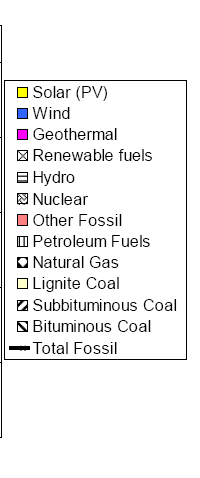 Solar (PV)
Wind
Geothermal
Renewable fuels
Hydro
Nuclear
Other Fossil
Petroleum Fuels
Natural Gas
Lignite Coal
Subbituminous Coal
Bituminous Coal
Total Fossil